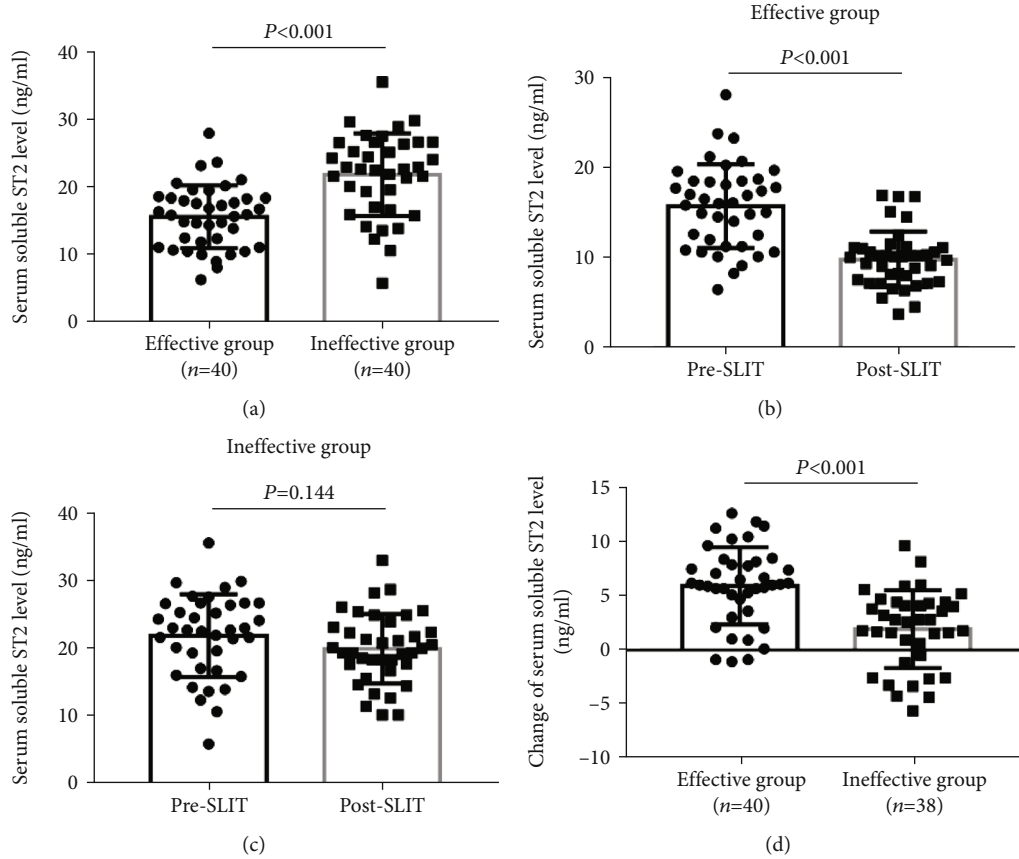 P<0.001
Serum soluble ST2 level (ng/ml)
40
30
20
10
0
Effective group
(n=40)
Ineffective group
(n=40)
(a)
Effective group
P<0.001
Serum soluble ST2 level (ng/ml)
30
20
10
0
Pre-SLIT
Post-SLIT
(b)
Ineffective group
P=0.144
Serum soluble ST2 level (ng/ml)
40
30
20
10
0
Pre-SLIT
Post-SLIT
(c)
P<0.001
Change of serum soluble ST2 level
(ng/ml)
15
10
5
0
–5
–10
Effective group
(n=40)
Ineffective group
(n=38)
(d)